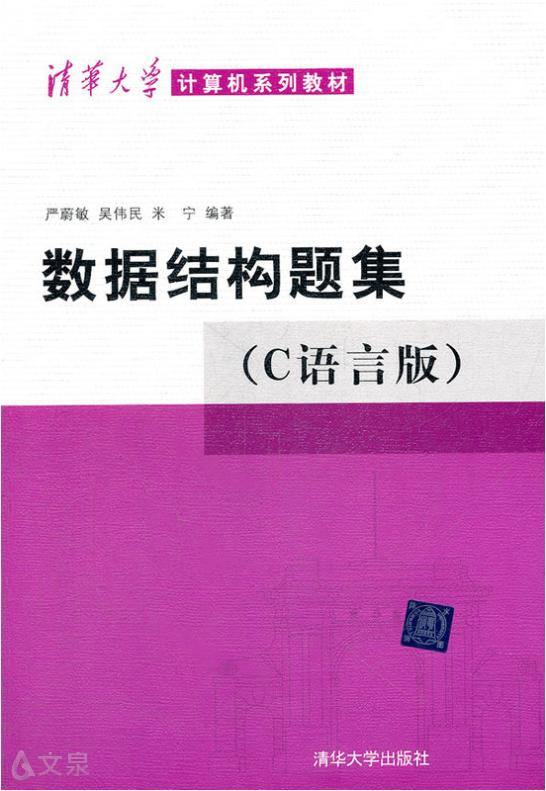 清华大学 计算机系列教材
严蔚敏 吴伟民 米 宁 编著
数据结构题集
(C语言版)
清华大学出版社
文泉